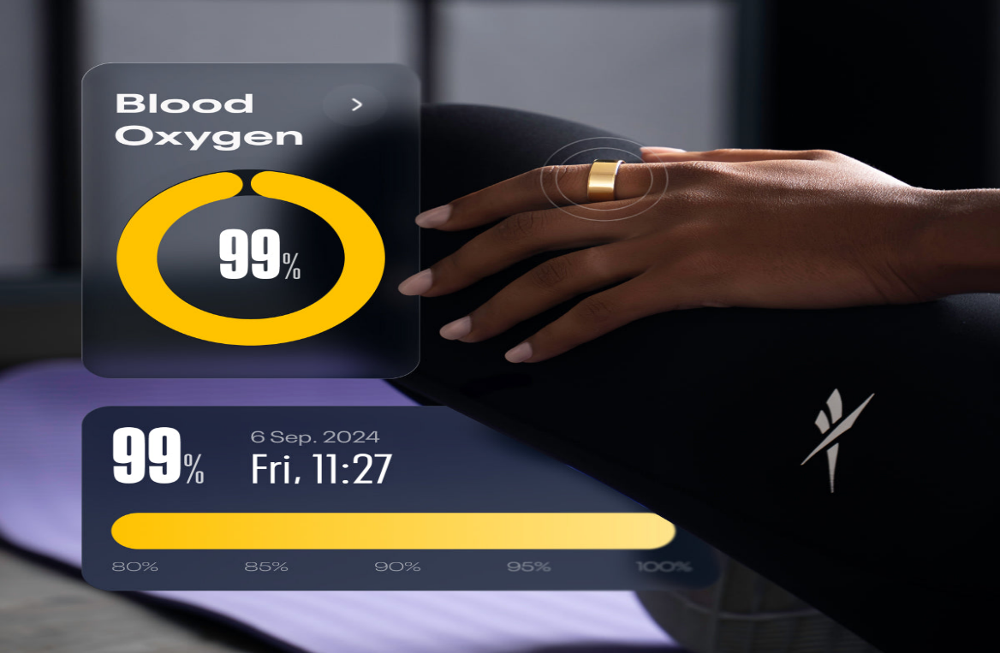 Blood
Oxygen
99%
99%
6 Sep. 2024
Fri, 11:27
80% 85% 90% 95% 100%